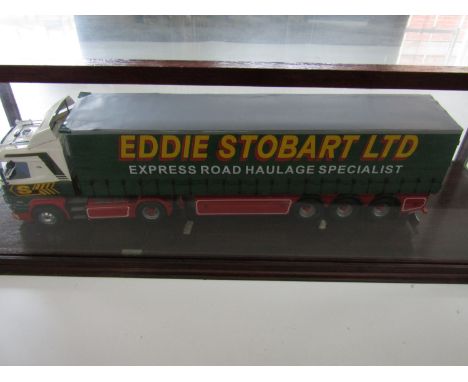 EDDIE STOBART LTD
EXPRESS ROAD HAULAGE SPECIALIST
S